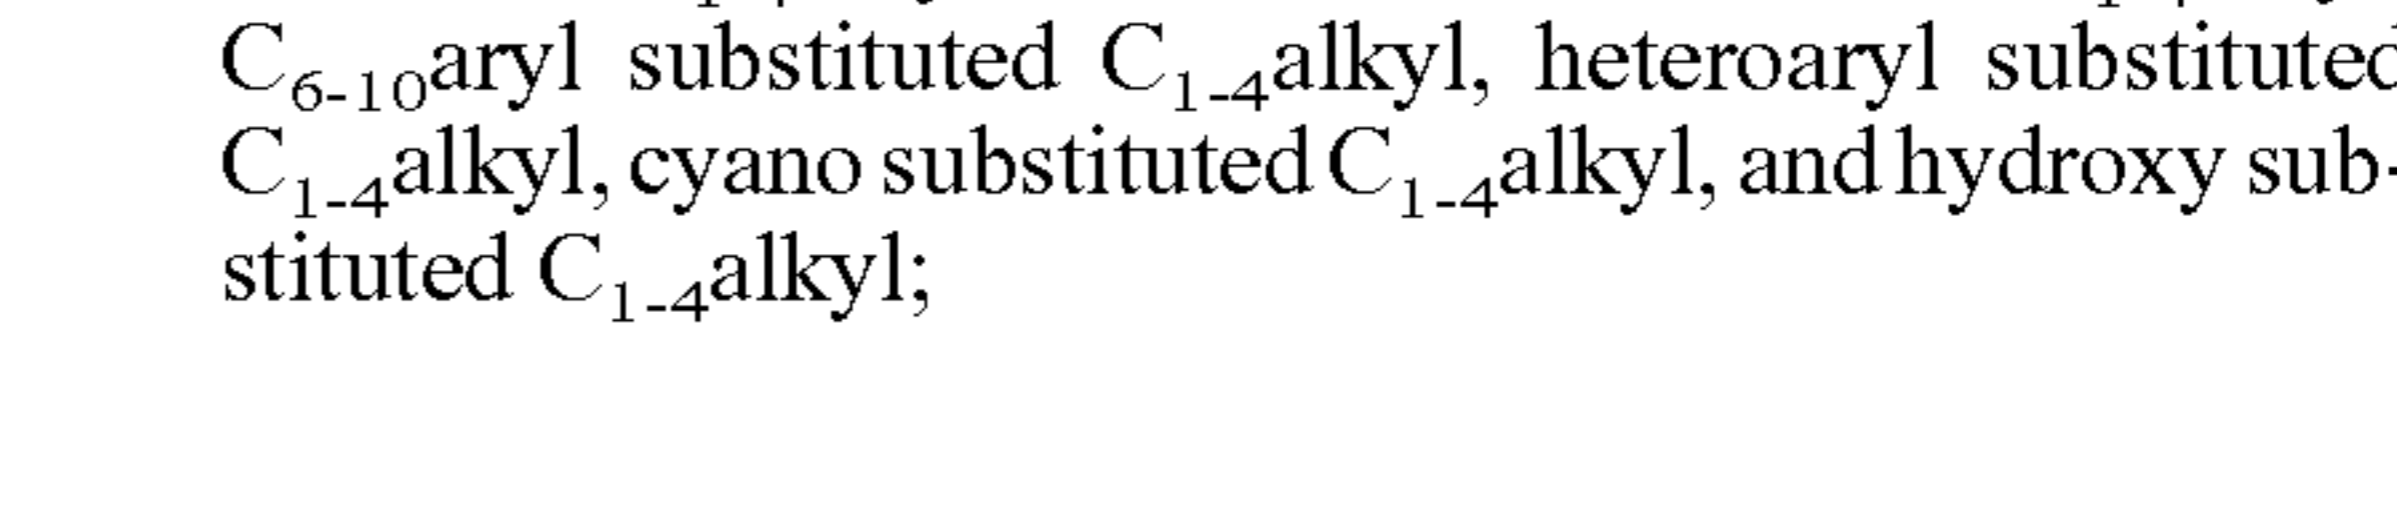 C₆₋₁₀aryl substituted C₁₋₄alkyl, heteroaryl substituted
C₁₋₄alkyl, cyano substituted C₁₋₄alkyl, and hydroxy sub-
stituted C₁₋₄alkyl;